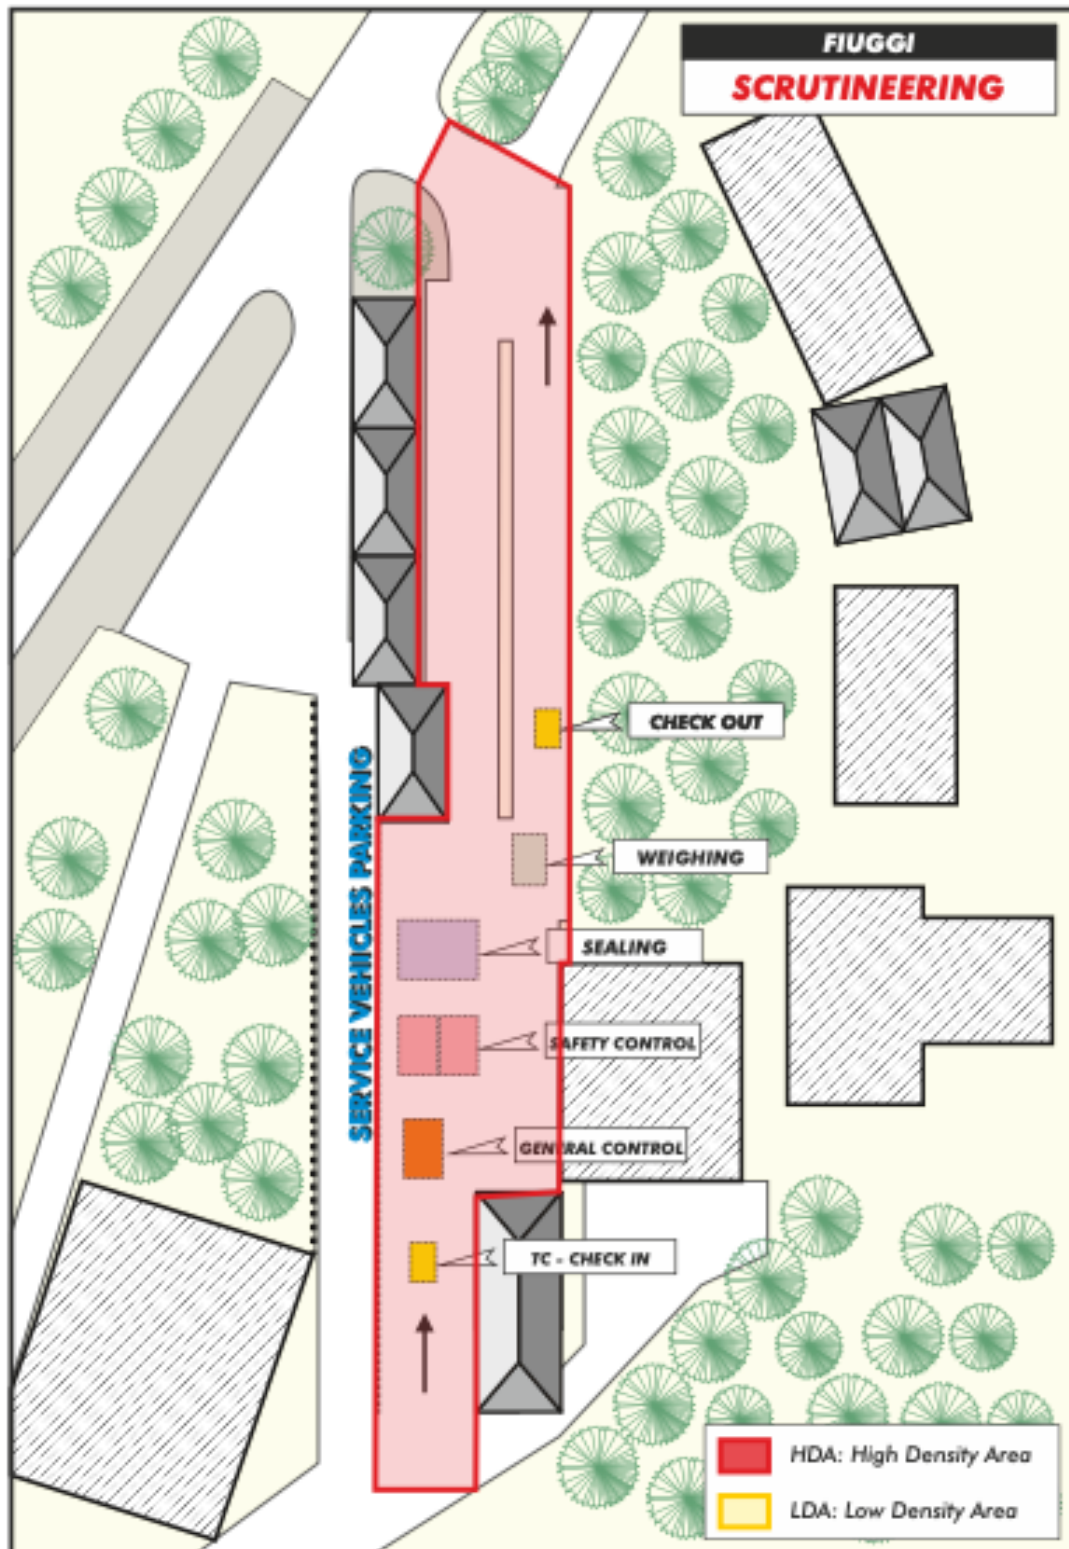 FIUGGI
SCRUTINEERING
CHECK OUT
WEIGHING
SERVICE VEHICLES PARKING
SEALING
SAFETY CONTROL
GENERAL CONTROL
TC - CHECK IN
HDA: High Density Area
LDA: Low Density Area